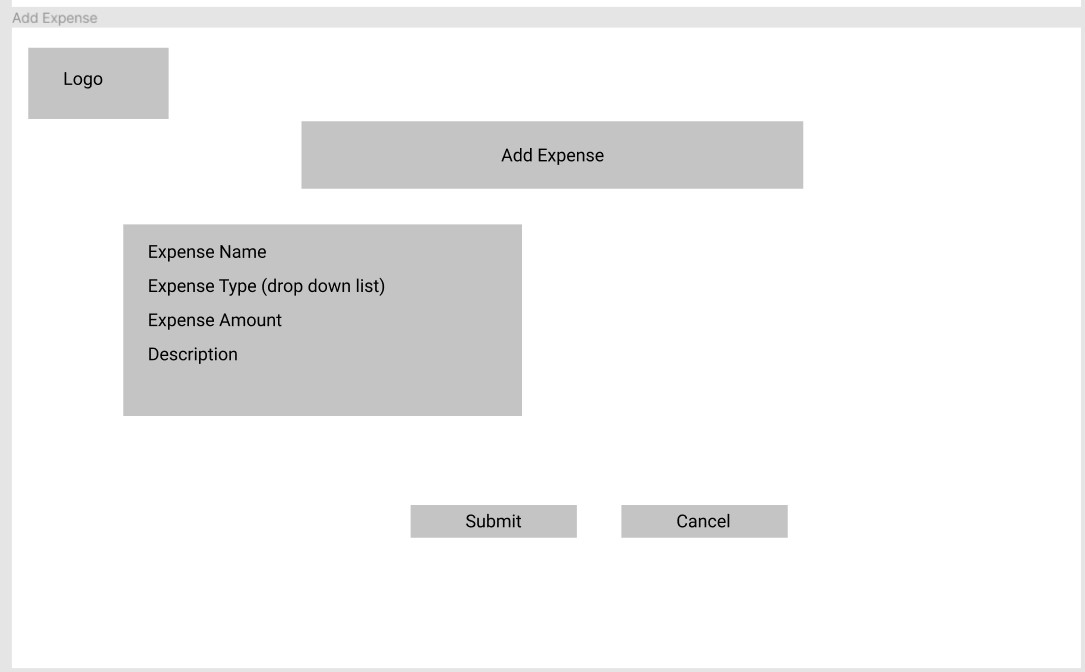 Add Expense
Logo
Add Expense
Expense Name
Expense Type (drop down list)
Expense Amount
Description
Submit
Cancel